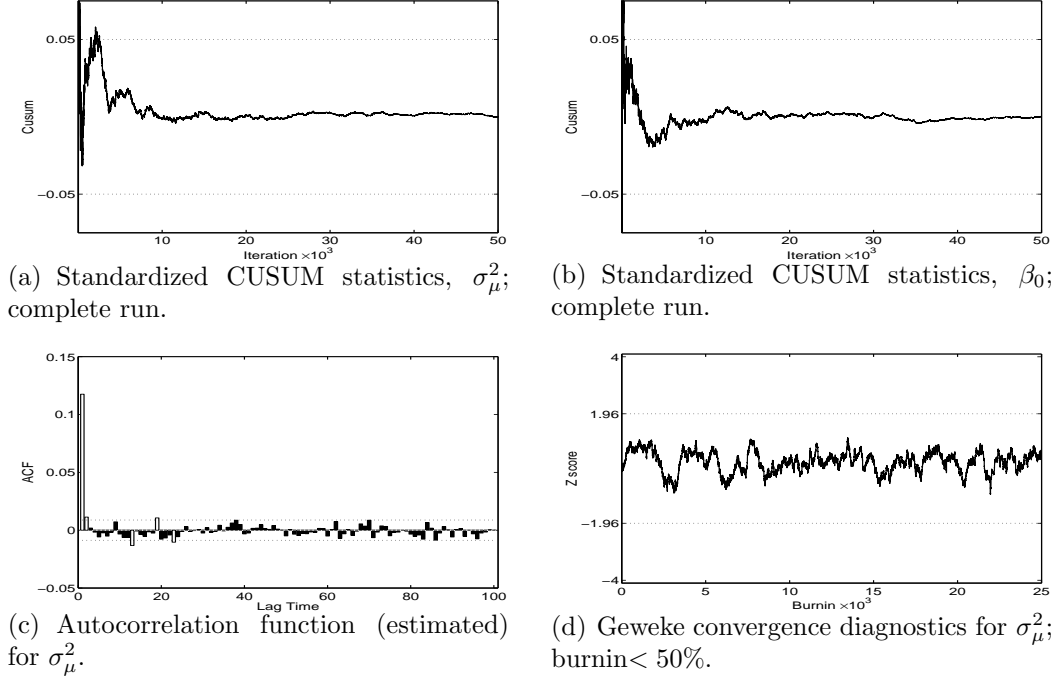 0.05
−0.05
Cusum
0
10
20
30
40
50
Iteration ×10³
(a) Standardized CUSUM statistics, σ²_μ;
complete run.
0.05
−0.05
Cusum
0
10
20
30
40
50
Iteration ×10³
(b) Standardized CUSUM statistics, β₀;
complete run.
0.15
0.1
0.05
0
−0.05
ACF
0
20
40
60
80
100
Lag Time
(c) Autocorrelation function (estimated)
for σ²_μ.
4
1.96
−1.96
−4
Z score
0
5
10
15
20
25
Burnin ×10³
(d) Geweke convergence diagnostics for σ²_μ;
burnin< 50%.